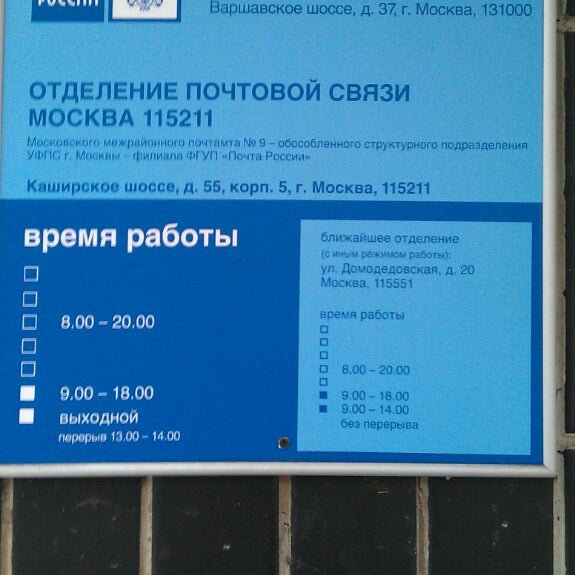 РОССИИ
Варшавское шоссе, д. 37, г. Москва, 131000
ОТДЕЛЕНИЕ ПОЧТОВОЙ СВЯЗИ
МОСКВА 115211
Московского межрайонного почтамта № 9 – обособленного структурного подразделения
УФПС г. Москвы – филиала ФГУП «Почта России»
Каширское шоссе, д. 55, корп. 5, г. Москва, 115211
время работы
8.00 – 20.00
9.00 – 18.00
выходной
перерыв 13.00 – 14.00
ближайшее отделение
(с иным режимом работы):
ул. Домодедовская, д. 20
Москва, 115551
время работы
8.00 – 20.00
9.00 – 18.00
9.00 – 14.00
без перерыва